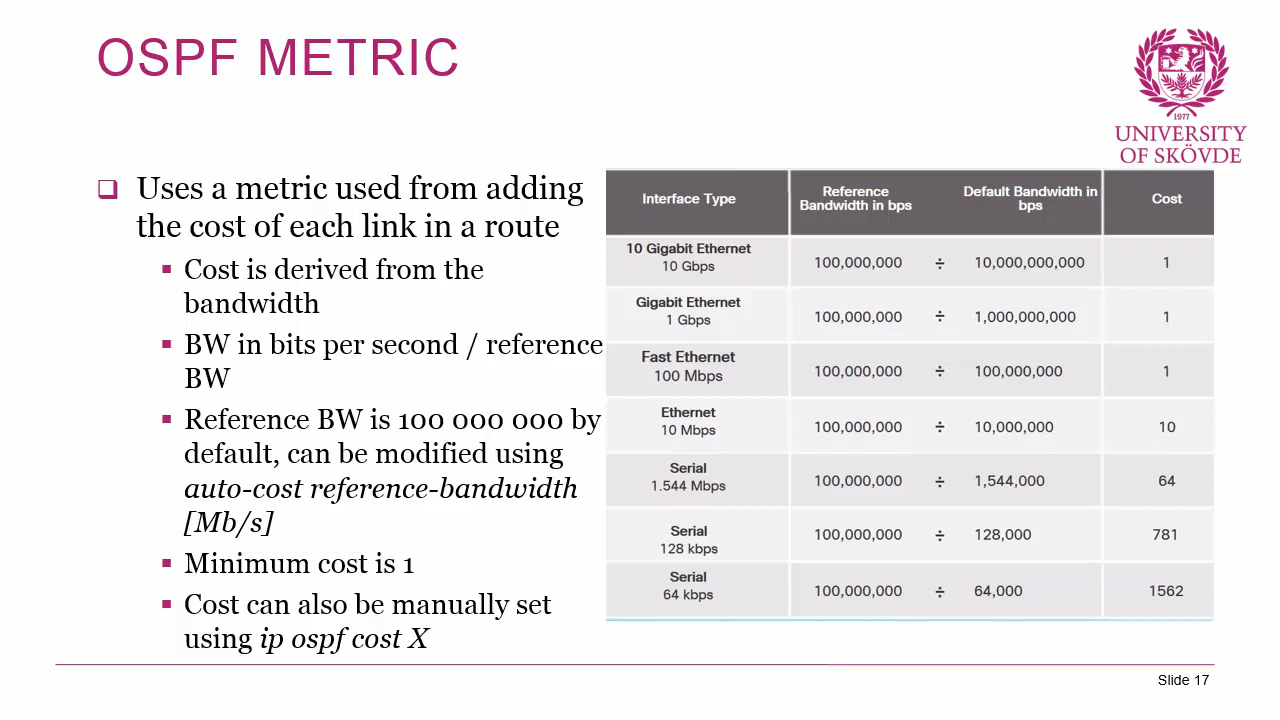 OSPF METRIC
1977
UNIVERSITY
OF SKÖVDE
❑ Uses a metric used from adding
the cost of each link in a route
▪ Cost is derived from the
bandwidth
▪ BW in bits per second / reference
BW
▪ Reference BW is 100 000 000 by
default, can be modified using
auto-cost reference-bandwidth
[Mb/s]
▪ Minimum cost is 1
▪ Cost can also be manually set
using ip ospf cost X
Interface Type
Reference
Bandwidth in bps
Default Bandwidth in
bps
Cost
10 Gigabit Ethernet
10 Gbps
100,000,000 ÷ 10,000,000,000 1
Gigabit Ethernet
1 Gbps
100,000,000 ÷ 1,000,000,000 1
Fast Ethernet
100 Mbps
100,000,000 ÷ 100,000,000 1
Ethernet
10 Mbps
100,000,000 ÷ 10,000,000 10
Serial
1.544 Mbps
100,000,000 ÷ 1,544,000 64
Serial
128 kbps
100,000,000 ÷ 128,000 781
Serial
64 kbps
100,000,000 ÷ 64,000 1562
Slide 17